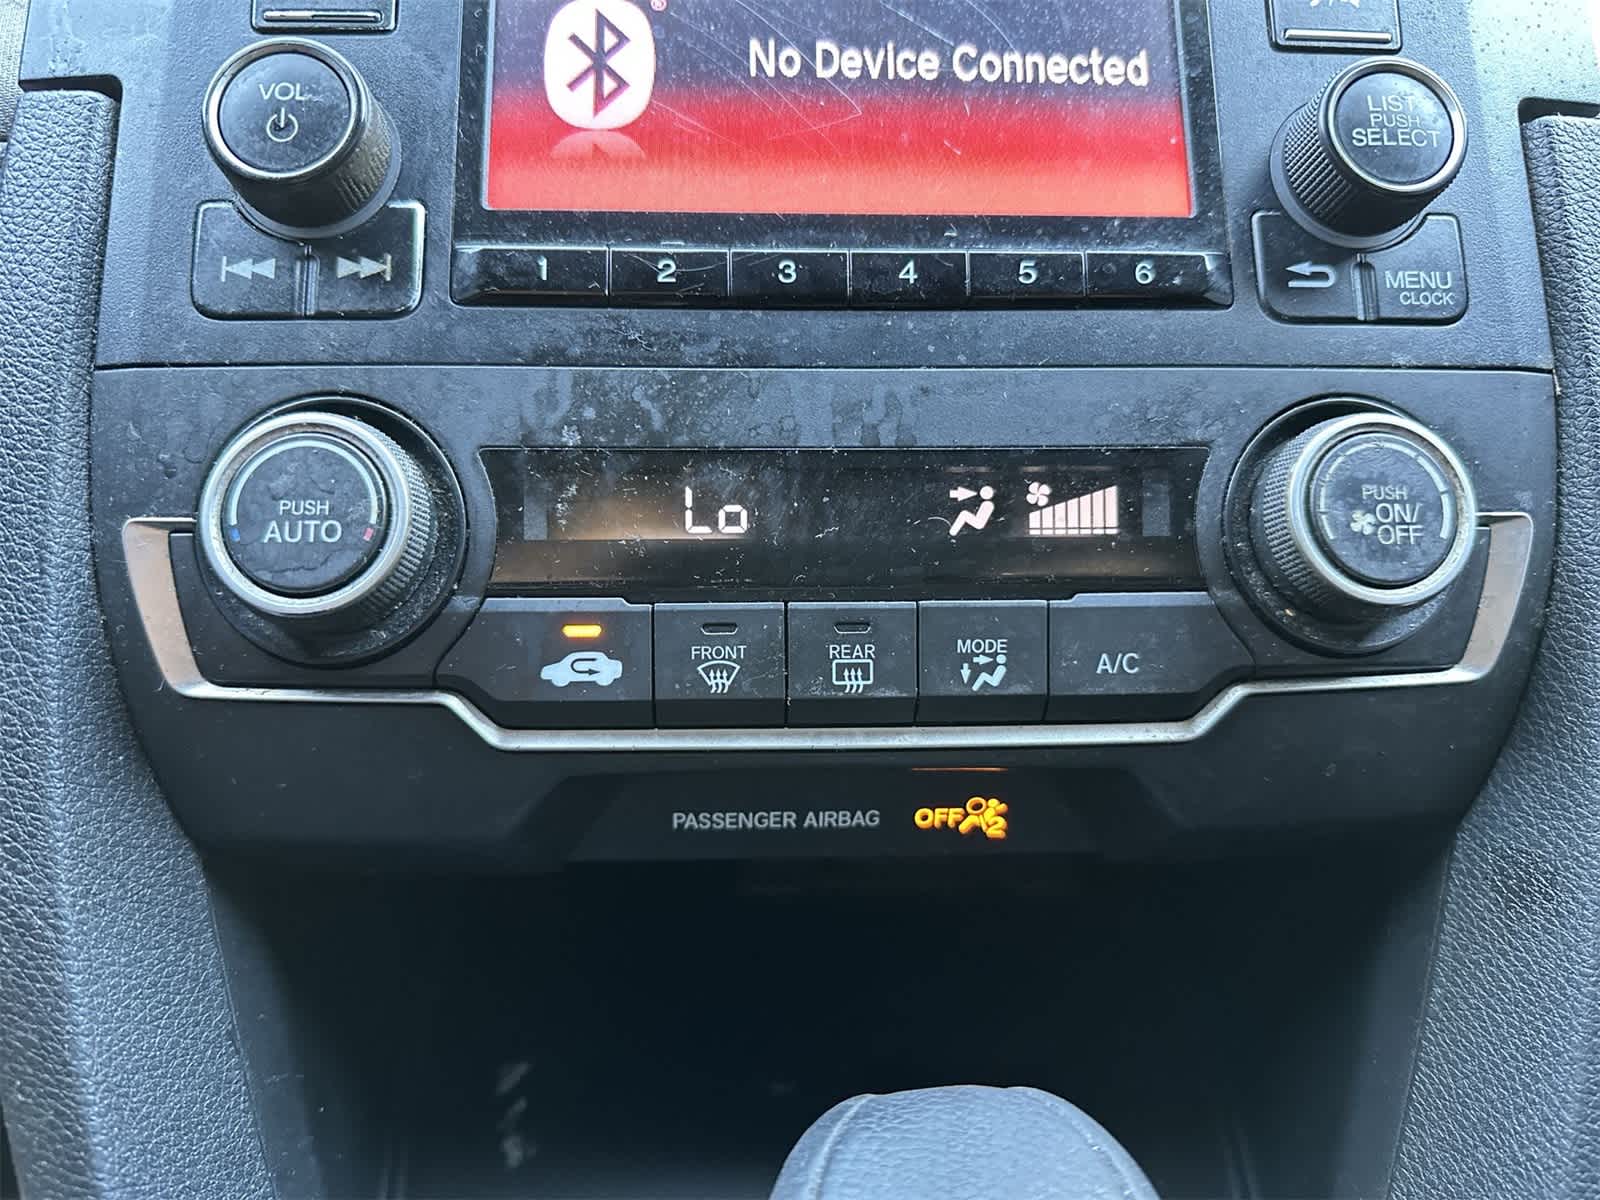 ®
No Device Connected
VOL
LIST
PUSH
SELECT
1 2 3 4 5 6
MENU
CLOCK
PUSH
AUTO
Lo
PUSH
ON/
OFF
FRONT
REAR
MODE
A/C
PASSENGER AIRBAG OFF 2